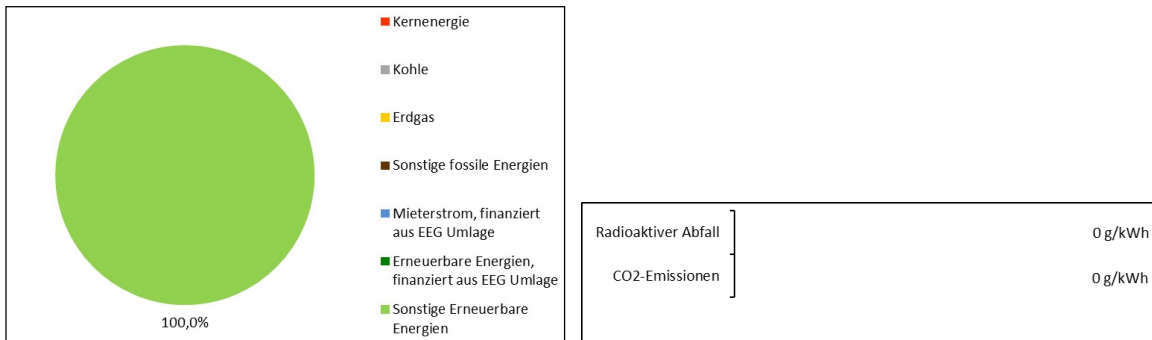 Kernenergie
Kohle
Erdgas
Sonstige fossile Energien
Mieterstrom, finanziert
aus EEG Umlage
Erneuerbare Energien,
finanziert aus EEG Umlage
Sonstige Erneuerbare
Energien
100,0%
Radioaktiver Abfall 0 g/kWh
CO2-Emissionen 0 g/kWh